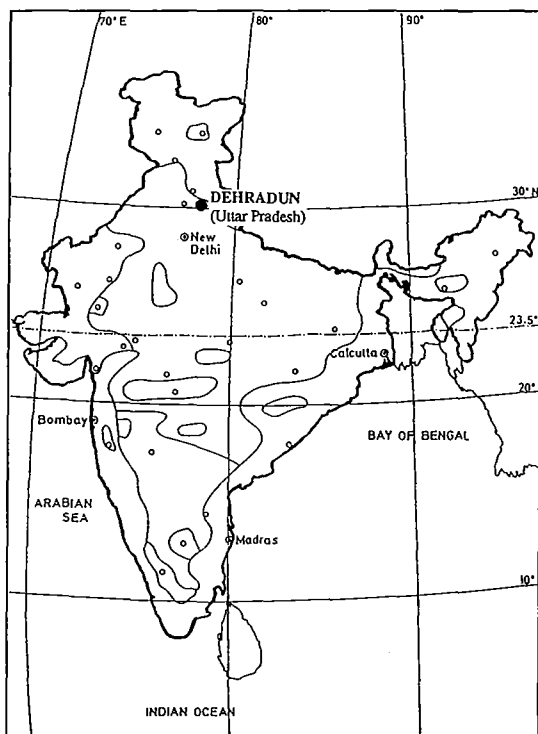 70° E
80°
90°
DEHRADUN
(Uttar Pradesh)
30° N
New
Delhi
23.5°
Calcutta
20°
Bombay
BAY OF BENGAL
ARABIAN
SEA
Madras
10°
INDIAN OCEAN